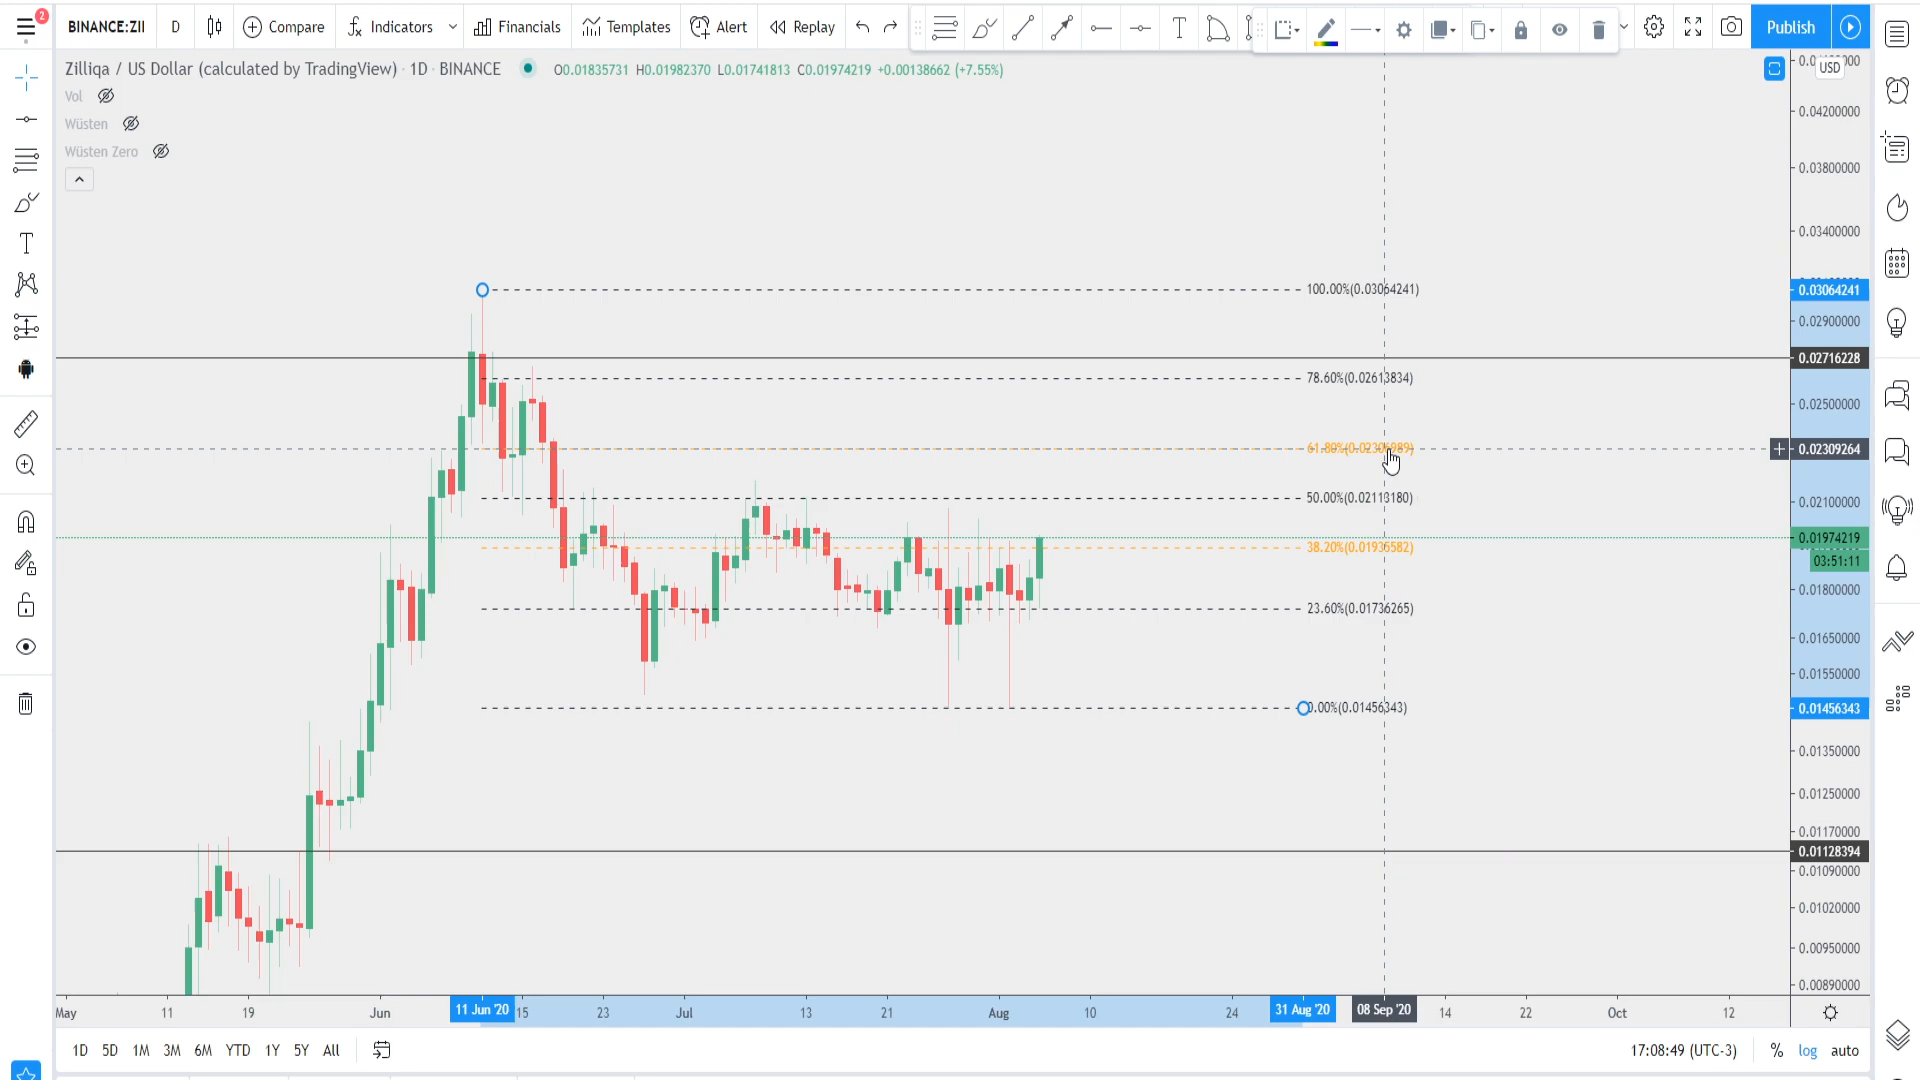 2
BINANCE:ZII
D
Compare
Indicators
Financials
Templates
Alert
Replay
Publish
Zilliqa / US Dollar (calculated by TradingView) · 1D · BINANCE
O0.01835731 H0.01982370 L0.01741813 C0.01974219 +0.00138662 (+7.55%)
USD
Vol
Wüsten
Wüsten Zero
0.04200000
0.03800000
0.03400000
100.00%(0.03064241)
0.03064241
0.02900000
0.02716228
78.60%(0.02613834)
0.02500000
61.80%(0.02306989)
0.02309264
50.00%(0.02113180)
0.02100000
0.01974219
38.20%(0.01936582)
03:51:11
0.01800000
23.60%(0.01736265)
0.01650000
0.01550000
0.00%(0.01456343)
0.01456343
0.01350000
0.01250000
0.01170000
0.01128394
0.01090000
0.01020000
0.00950000
0.00890000
May 11 19 Jun 11 Jun '20 15 23 Jul 13 21 Aug 10 24 31 Aug '20 08 Sep '20 14 22 Oct 12
1D 5D 1M 3M 6M YTD 1Y 5Y All
17:08:49 (UTC-3) % log auto